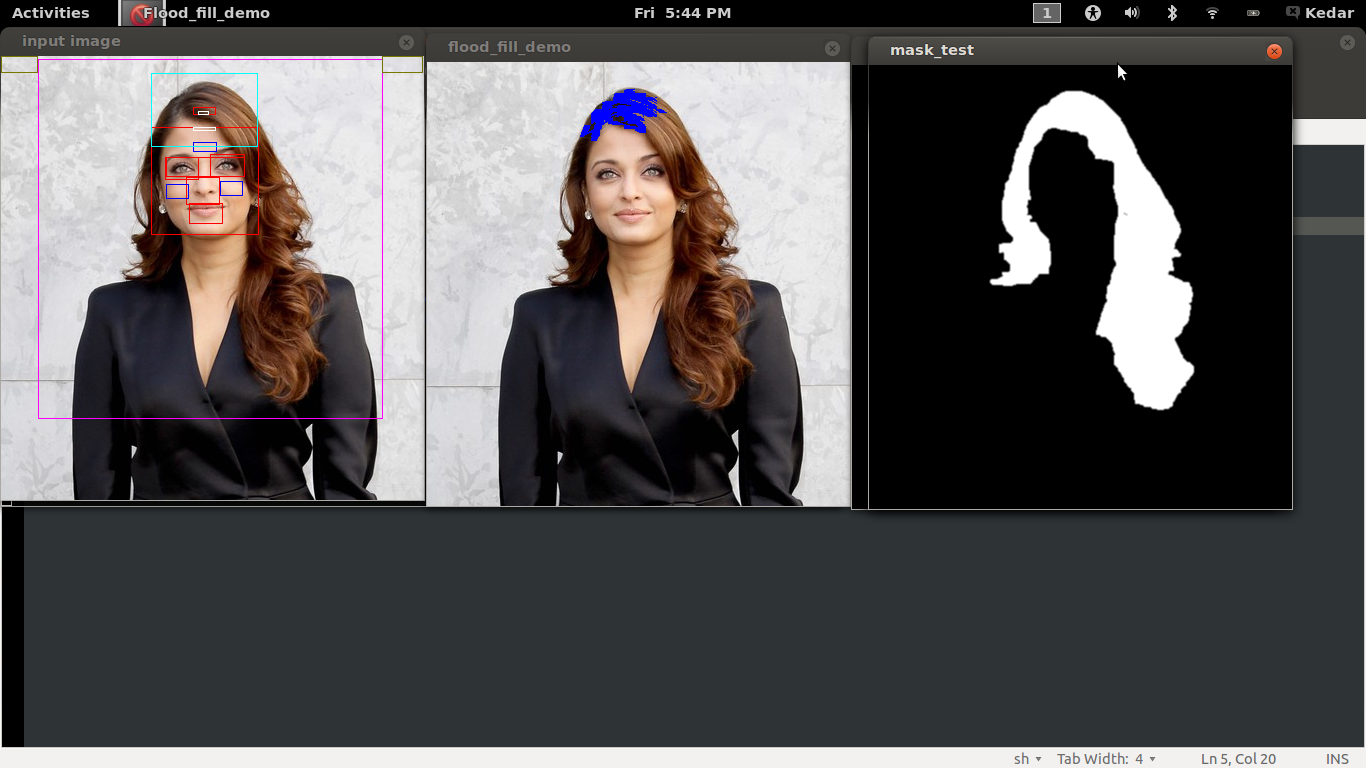 Activities Flood_fill_demo Fri 5:44 PM 1 Kedar
input image
flood_fill_demo
mask_test
sh Tab Width: 4 Ln 5, Col 20 INS